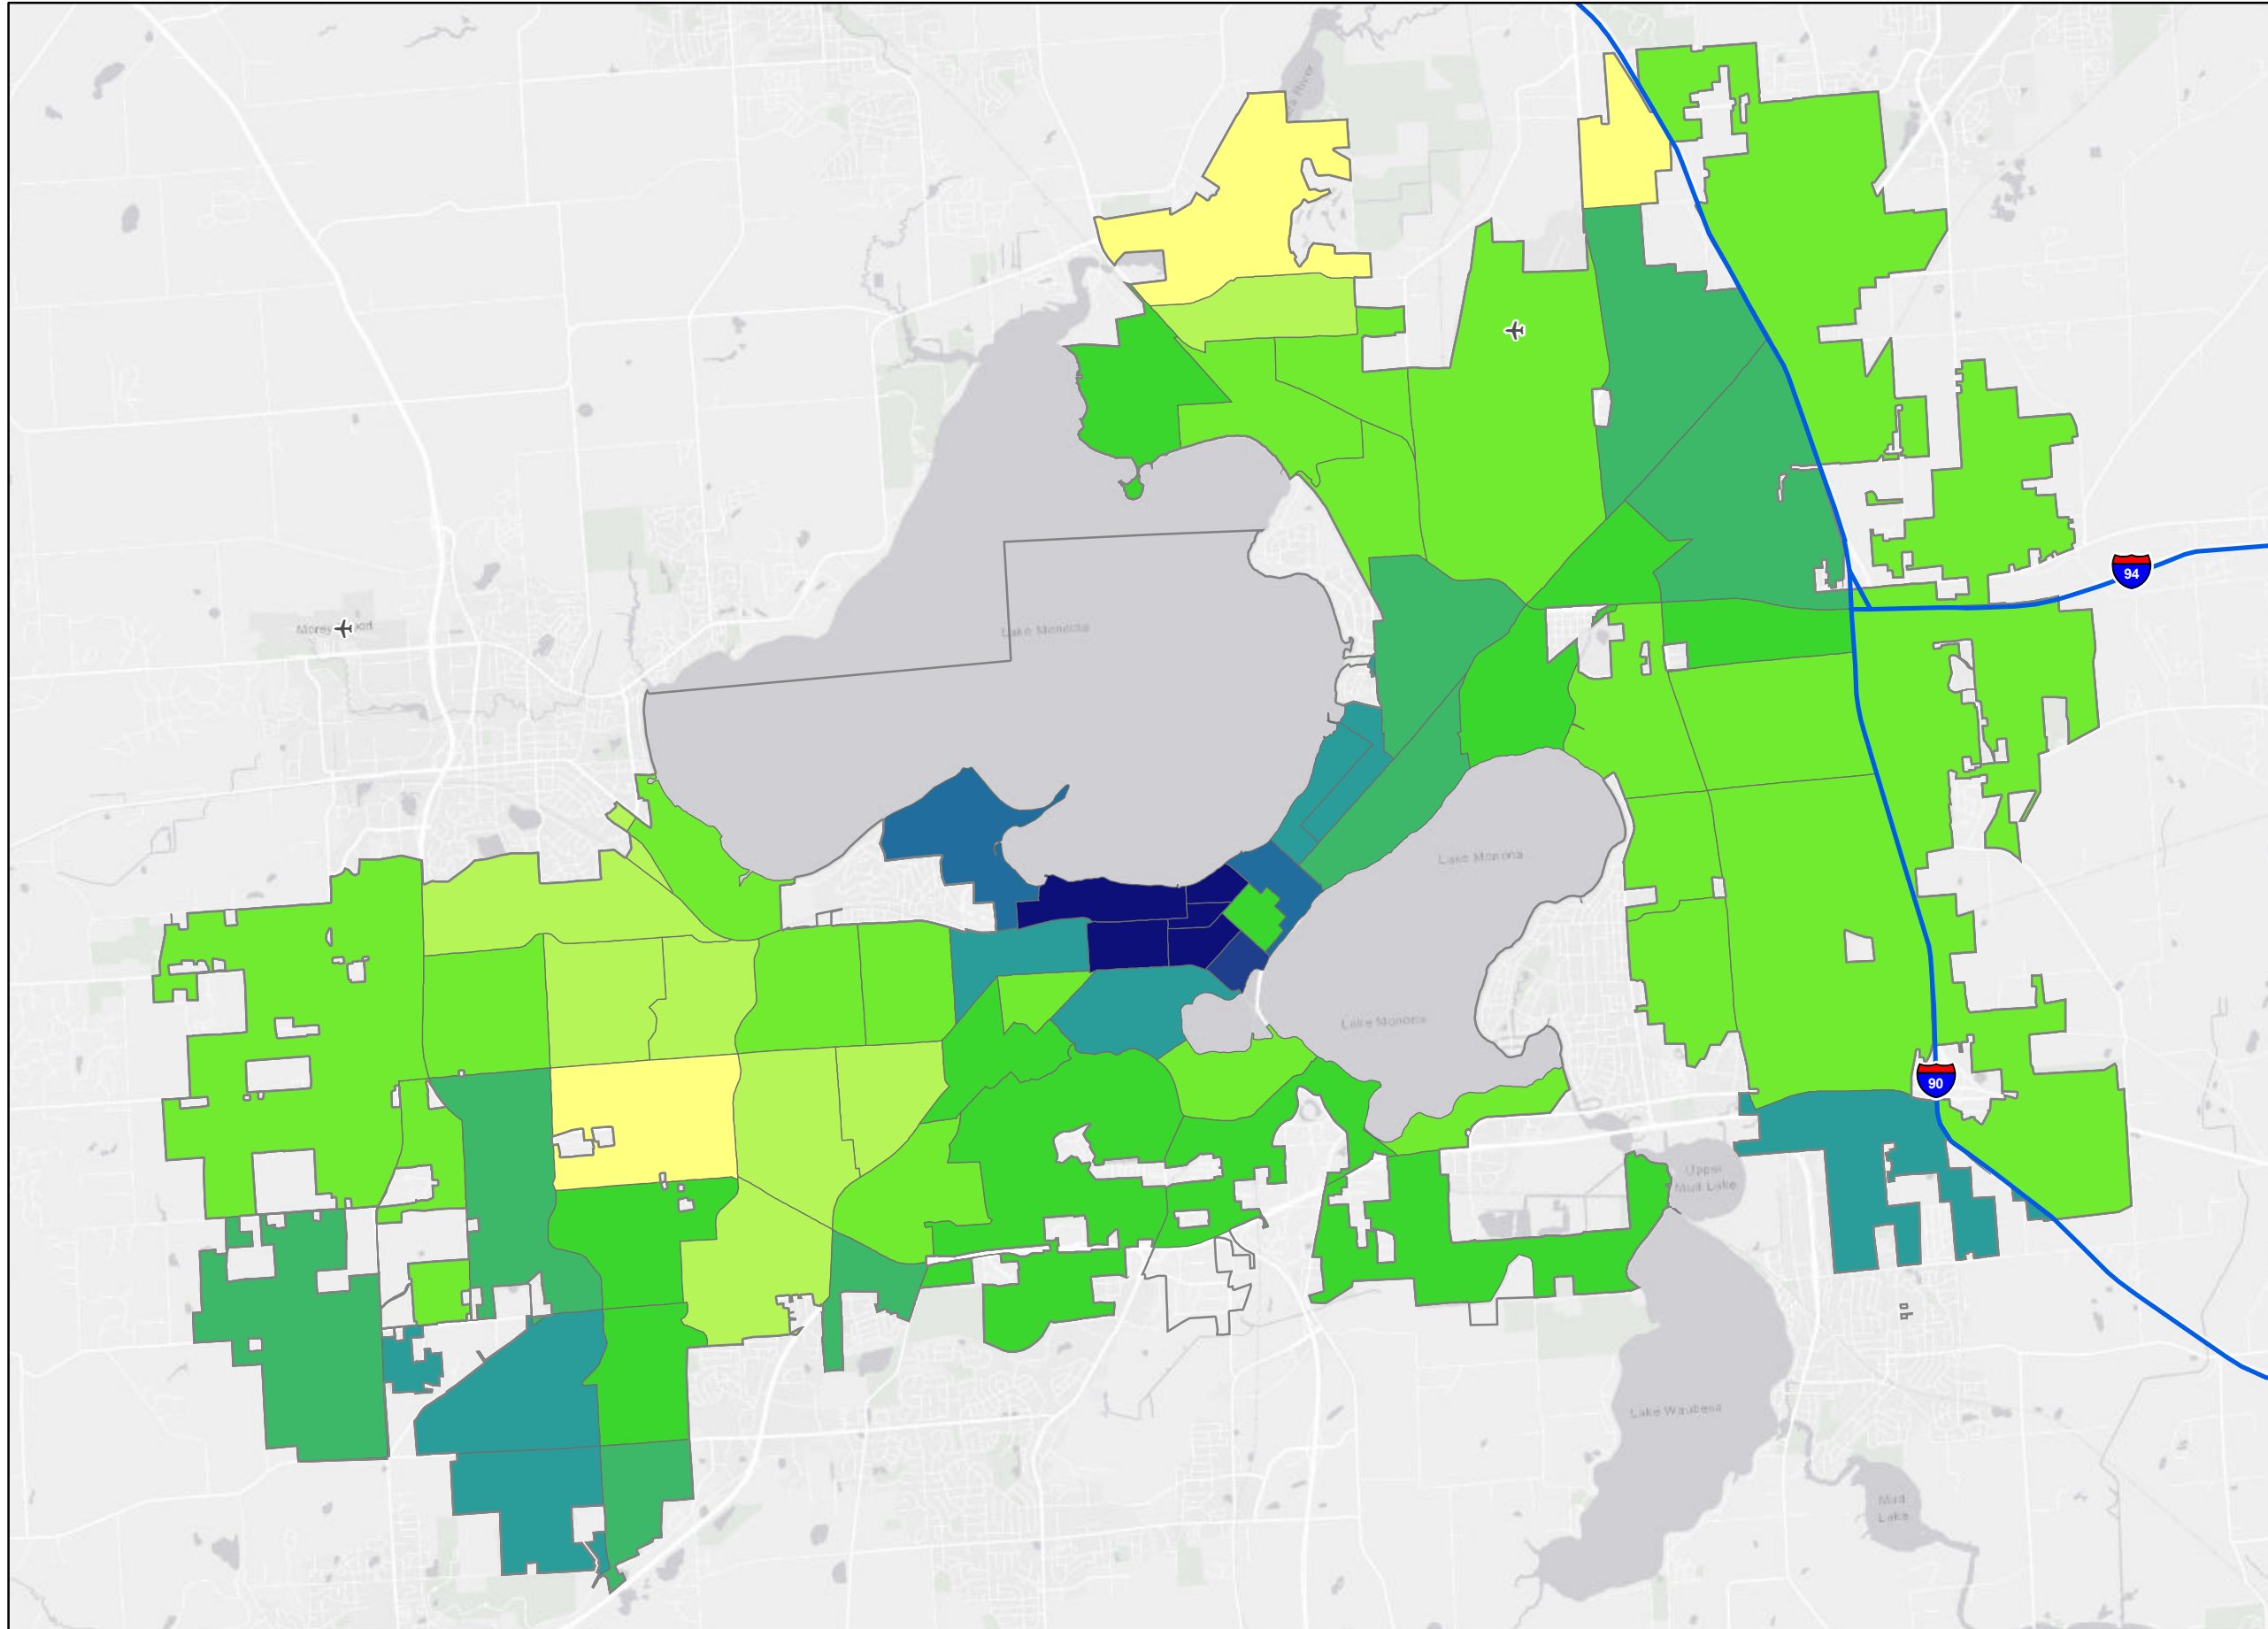 Lake Mendota
94
Lake Monona
Lake Monona
90
Upper
Mud Lake
Lake Waubesa
Mud
Lake